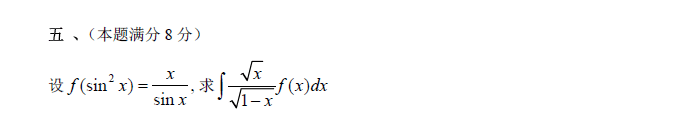 五 、（本题满分 8 分）
设 f(sin² x) = x/sin x , 求 ∫ √x/√(1−x) f(x)dx